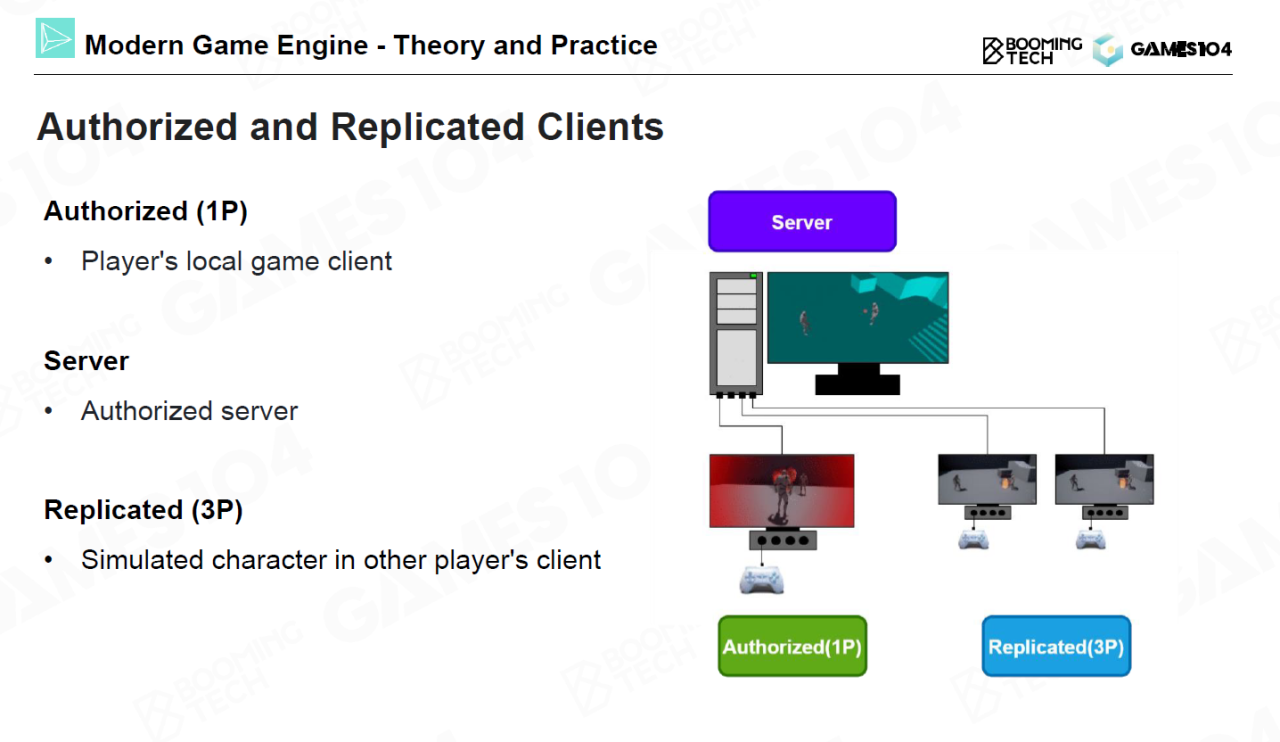 Modern Game Engine - Theory and Practice
BOOMING
TECH
GAMES104
Authorized and Replicated Clients
Authorized (1P)
• Player's local game client
Server
• Authorized server
Replicated (3P)
• Simulated character in other player's client
Server
Authorized(1P)
Replicated(3P)